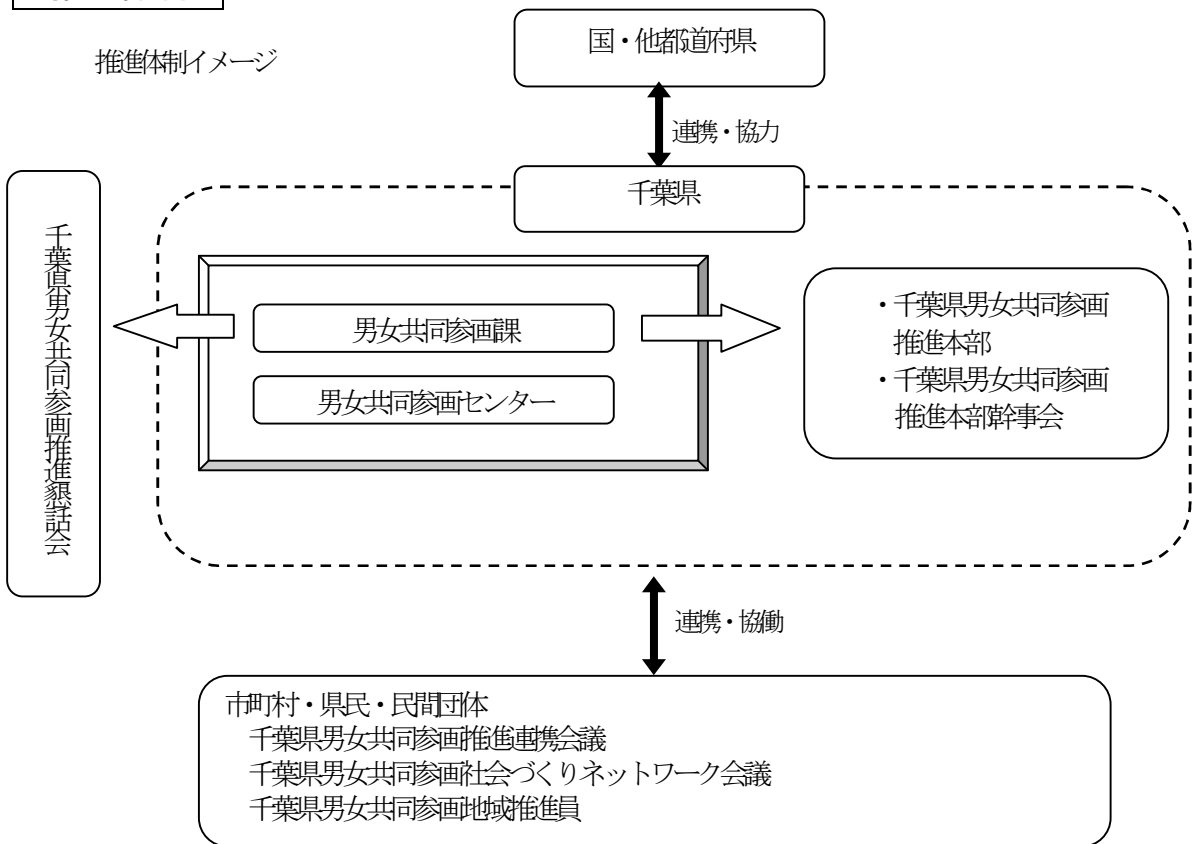 推進体制イメージ
国・他都道府県
連携・協力
千葉県
千葉県男女共同参画推進懇話会
男女共同参画課
男女共同参画センター
・千葉県男女共同参画
推進本部
・千葉県男女共同参画
推進本部幹事会
連携・協働
市町村・県民・民間団体
千葉県男女共同参画推進連携会議
千葉県男女共同参画社会づくりネットワーク会議
千葉県男女共同参画地域推進員